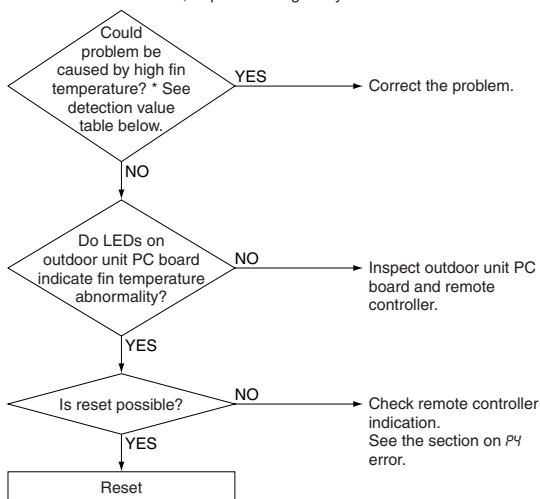 Could
problem be
caused by high fin
temperature? * See
detection value
table below.
YES
Correct the problem.
NO
Do LEDs on
outdoor unit PC board
indicate fin temperature
abnormality?
NO
Inspect outdoor unit PC
board and remote
controller.
YES
Is reset possible?
NO
Check remote controller
indication.
See the section on P4
error.
YES
Reset